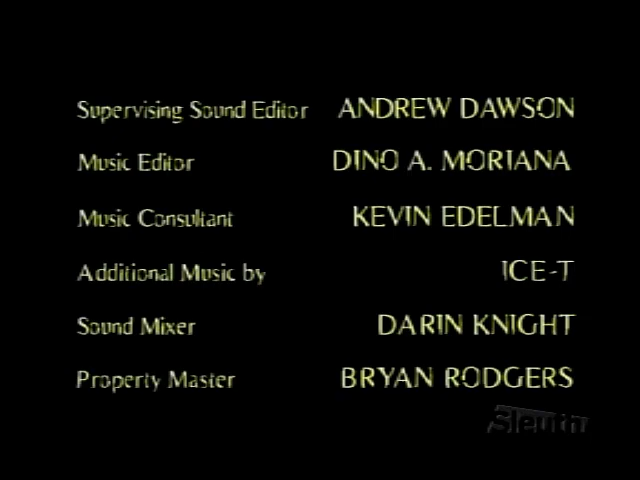 Supervising Sound Editor ANDREW DAWSON
Music Editor DINO A. MORIANA
Music Consultant KEVIN EDELMAN
Additional Music by ICE-T
Sound Mixer DARIN KNIGHT
Property Master BRYAN RODGERS
Sleuth